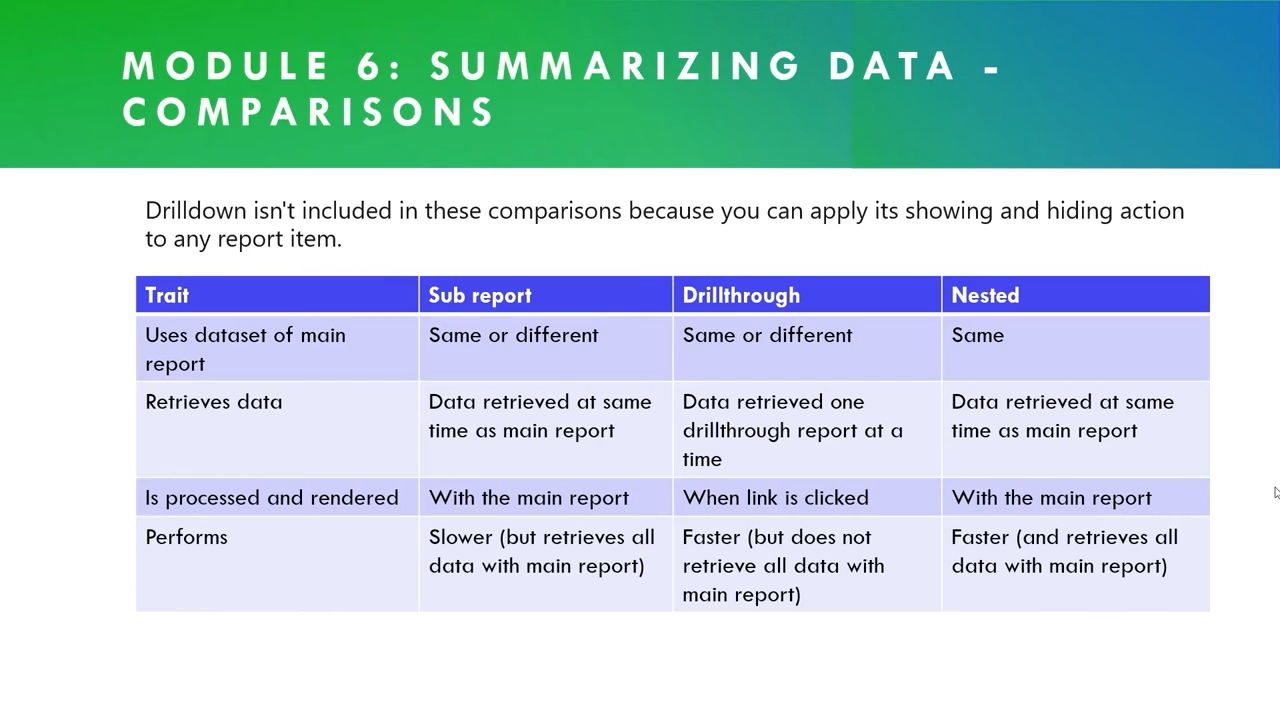 MODULE 6: SUMMARIZING DATA -
COMPARISONS
Drilldown isn't included in these comparisons because you can apply its showing and hiding action
to any report item.
Trait Sub report Drillthrough Nested
Uses dataset of main
report
Same or different
Same or different
Same
Retrieves data
Data retrieved at same
time as main report
Data retrieved one
drillthrough report at a
time
Data retrieved at same
time as main report
Is processed and rendered
With the main report
When link is clicked
With the main report
Performs
Slower (but retrieves all
data with main report)
Faster (but does not
retrieve all data with
main report)
Faster (and retrieves all
data with main report)